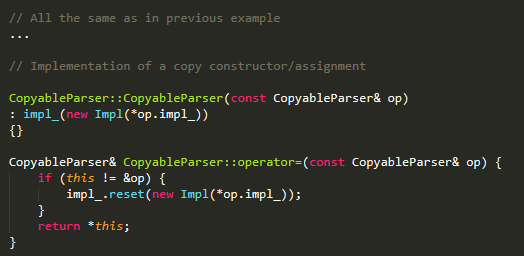 // All the same as in previous example
...
// Implementation of a copy constructor/assignment
CopyableParser::CopyableParser(const CopyableParser& op)
: impl_(new Impl(*op.impl_))
{}
CopyableParser& CopyableParser::operator=(const CopyableParser& op) {
if (this != &op) {
impl_.reset(new Impl(*op.impl_));
}
return *this;
}